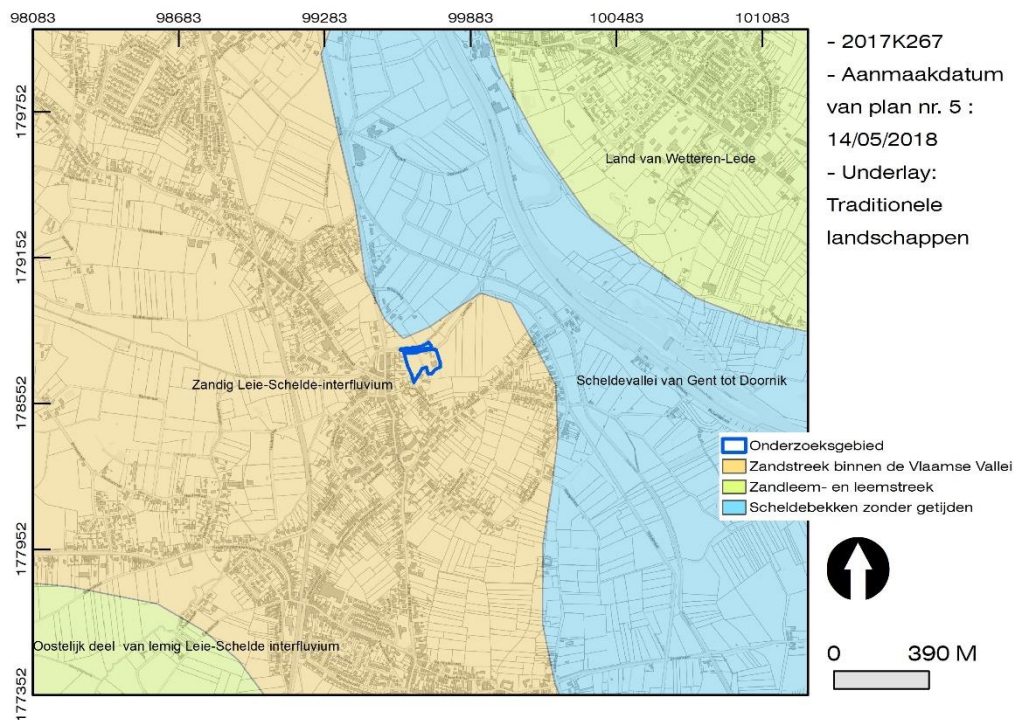 98083 98683 99283 99883 100483 101083
179752
179152
178552
177952
177352
- 2017K267
- Aanmaakdatum
van plan nr. 5 :
14/05/2018
- Underlay:
Traditionele
landschappen
Land van Wetteren-Lede
Zandig Leie-Schelde-interfluvium
Scheldevallei van Gent tot Doornik
Oostelijk deel van lemig Leie-Schelde interfluvium
Onderzoeksgebied
Zandstreek binnen de Vlaamse Vallei
Zandleem- en leemstreek
Scheldebekken zonder getijden
0 390 M